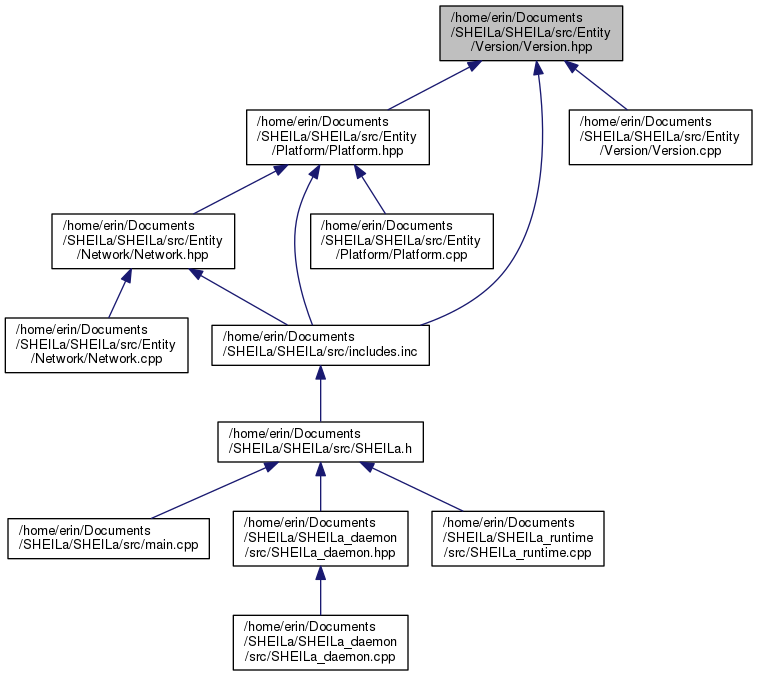 /home/erin/Documents
/SHEILa/SHEILa/src/Entity
/Version/Version.hpp
/home/erin/Documents
/SHEILa/SHEILa/src/Entity
/Platform/Platform.hpp
/home/erin/Documents
/SHEILa/SHEILa/src/Entity
/Version/Version.cpp
/home/erin/Documents
/SHEILa/SHEILa/src/Entity
/Network/Network.hpp
/home/erin/Documents
/SHEILa/SHEILa/src/Entity
/Platform/Platform.cpp
/home/erin/Documents
/SHEILa/SHEILa/src/Entity
/Network/Network.cpp
/home/erin/Documents
/SHEILa/SHEILa/src/includes.inc
/home/erin/Documents
/SHEILa/SHEILa/src/SHEILa.h
/home/erin/Documents
/SHEILa/SHEILa/src/main.cpp
/home/erin/Documents
/SHEILa/SHEILa_daemon
/src/SHEILa_daemon.hpp
/home/erin/Documents
/SHEILa/SHEILa_runtime
/src/SHEILa_runtime.cpp
/home/erin/Documents
/SHEILa/SHEILa_daemon
/src/SHEILa_daemon.cpp